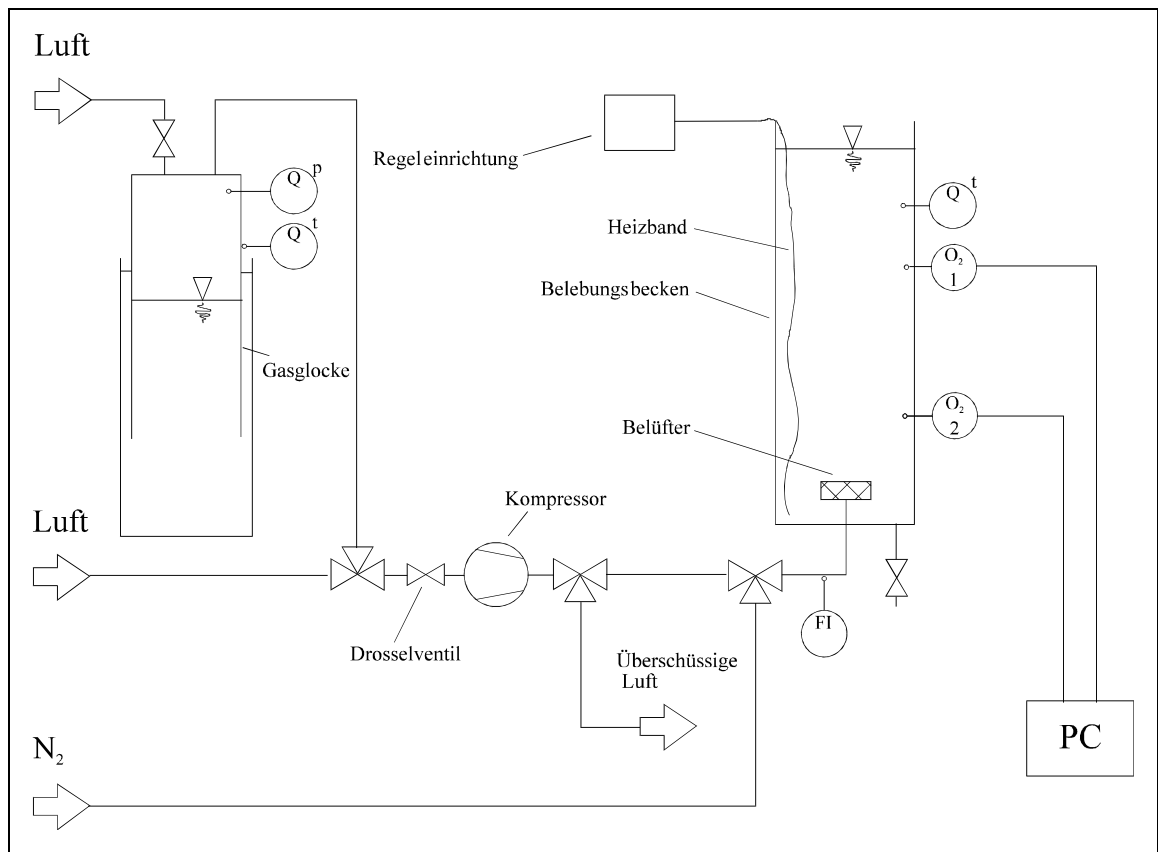 Luft
Regeleinrichtung
Q p
Q t
Heizband
Q t
O2
1
Belebungsbecken
Gasglocke
O2
2
Belüfter
Kompressor
Luft
FI
Drosselventil
Überschüssige
Luft
PC
N2